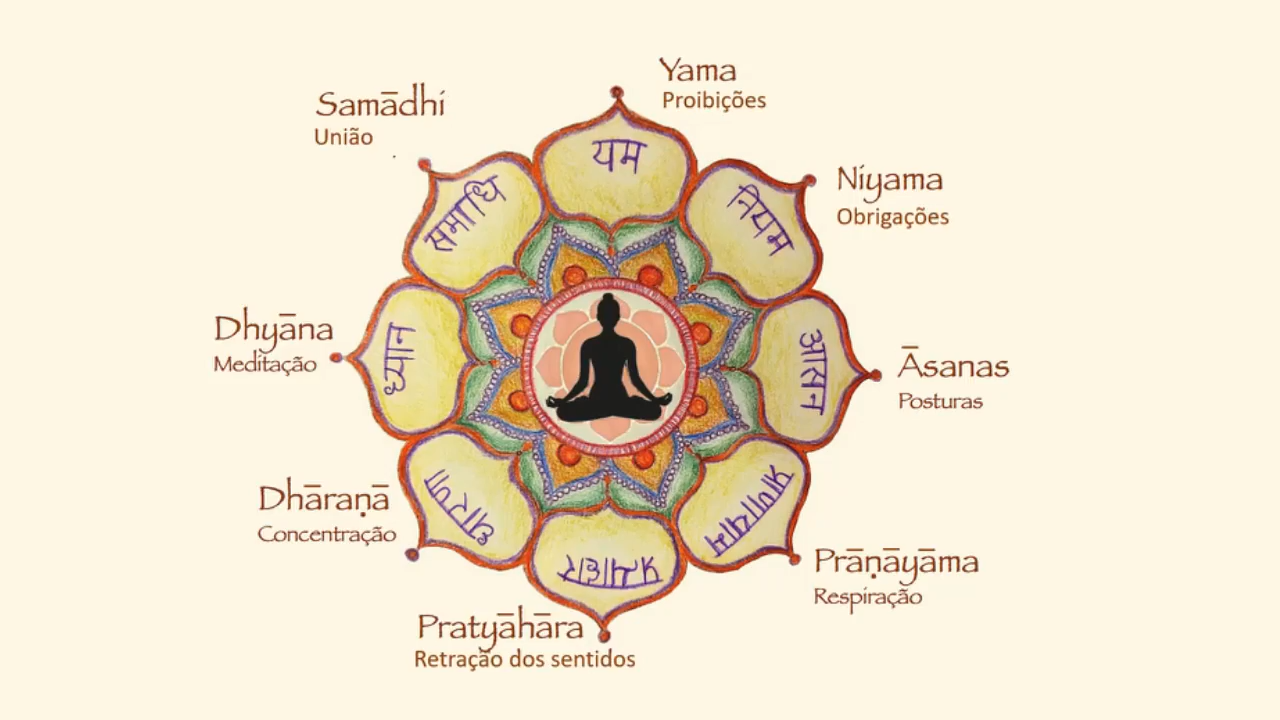 Yama
Proibições
Niyama
Obrigações
Āsanas
Posturas
Prāṇāyāma
Respiração
Pratyāhāra
Retração dos sentidos
Dhāraṇā
Concentração
Dhyāna
Meditação
Samādhi
União
यम
नियम
आसन
प्राणायाम
प्रत्याहार
धारणा
ध्यान
समाधि